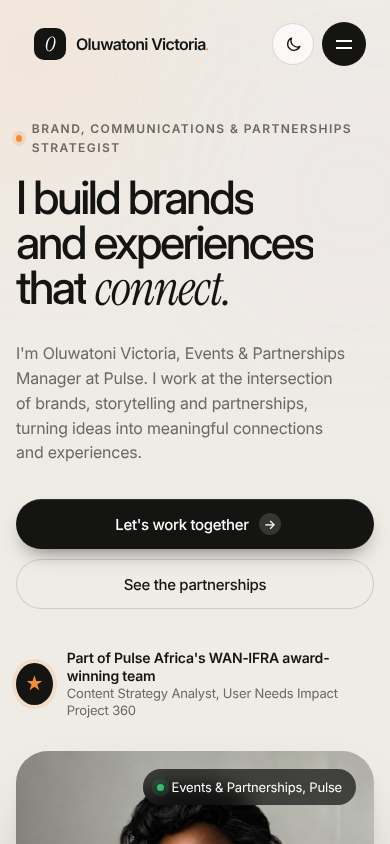 O
Oluwatoni Victoria.
BRAND, COMMUNICATIONS & PARTNERSHIPS
STRATEGIST
I build brands
and experiences
that connect.
I'm Oluwatoni Victoria, Events & Partnerships
Manager at Pulse. I work at the intersection
of brands, storytelling and partnerships,
turning ideas into meaningful connections
and experiences.
Let's work together
See the partnerships
Part of Pulse Africa's WAN-IFRA award-
winning team
Content Strategy Analyst, User Needs Impact
Project 360
Events & Partnerships, Pulse